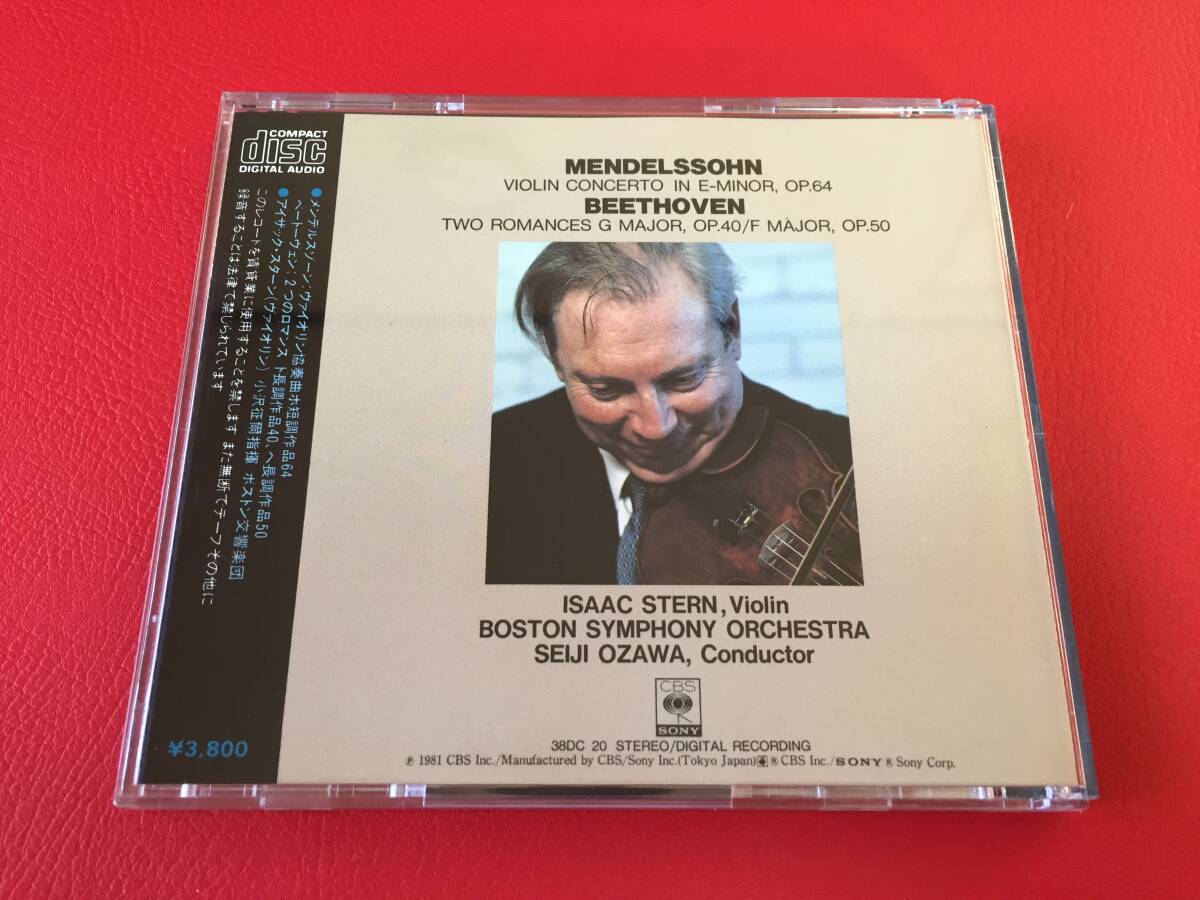 COMPACT
disc
DIGITAL AUDIO
●メンデルスゾーン:ヴァイオリン協奏曲ホ短調作品64
ベートーヴェン:2つのロマンス ト長調作品40、ヘ長調作品50
●アイザック・スターン(ヴァイオリン) 小沢征爾指揮 ボストン交響楽団
このレコードを賃貸業に使用することを禁じます また無断でテープその他に
録音することは法律で禁じられています
¥3,800
MENDELSSOHN
VIOLIN CONCERTO IN E-MINOR, OP.64
BEETHOVEN
TWO ROMANCES G MAJOR, OP.40/F MAJOR, OP.50
ISAAC STERN, Violin
BOSTON SYMPHONY ORCHESTRA
SEIJI OZAWA, Conductor
CBS
SONY
38DC 20 STEREO/DIGITAL RECORDING
℗ 1981 CBS Inc./Manufactured by CBS/Sony Inc.(Tokyo Japan) ® CBS Inc./SONY ® Sony Corp.